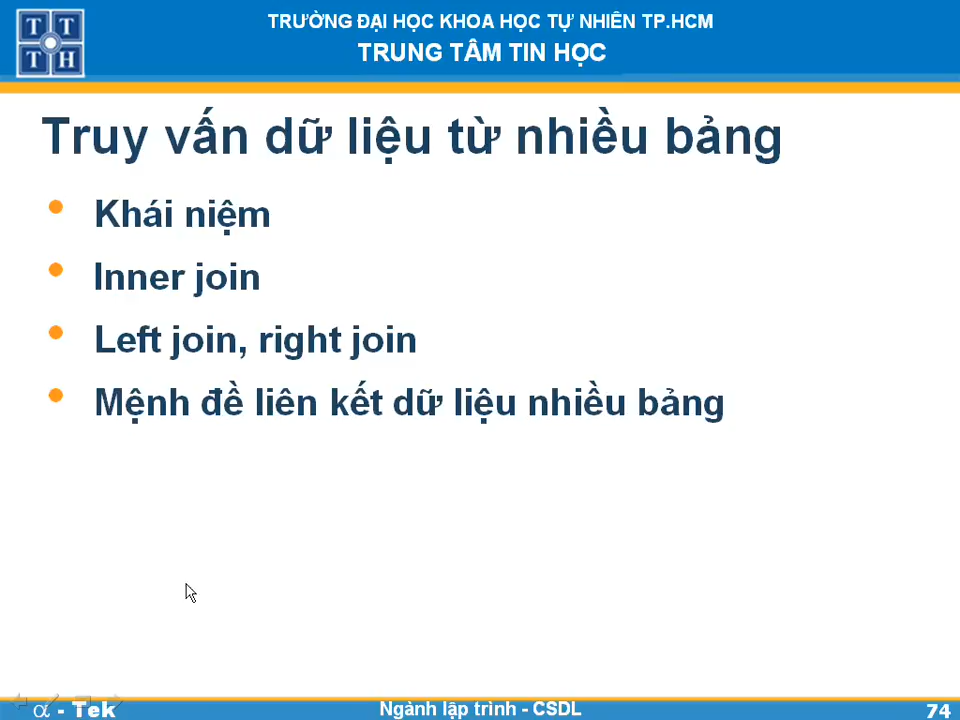 TRƯỜNG ĐẠI HỌC KHOA HỌC TỰ NHIÊN TP.HCM
TRUNG TÂM TIN HỌC
T T
T H
Truy vấn dữ liệu từ nhiều bảng
• Khái niệm
• Inner join
• Left join, right join
• Mệnh đề liên kết dữ liệu nhiều bảng
α - Tek
Ngành lập trình - CSDL
74